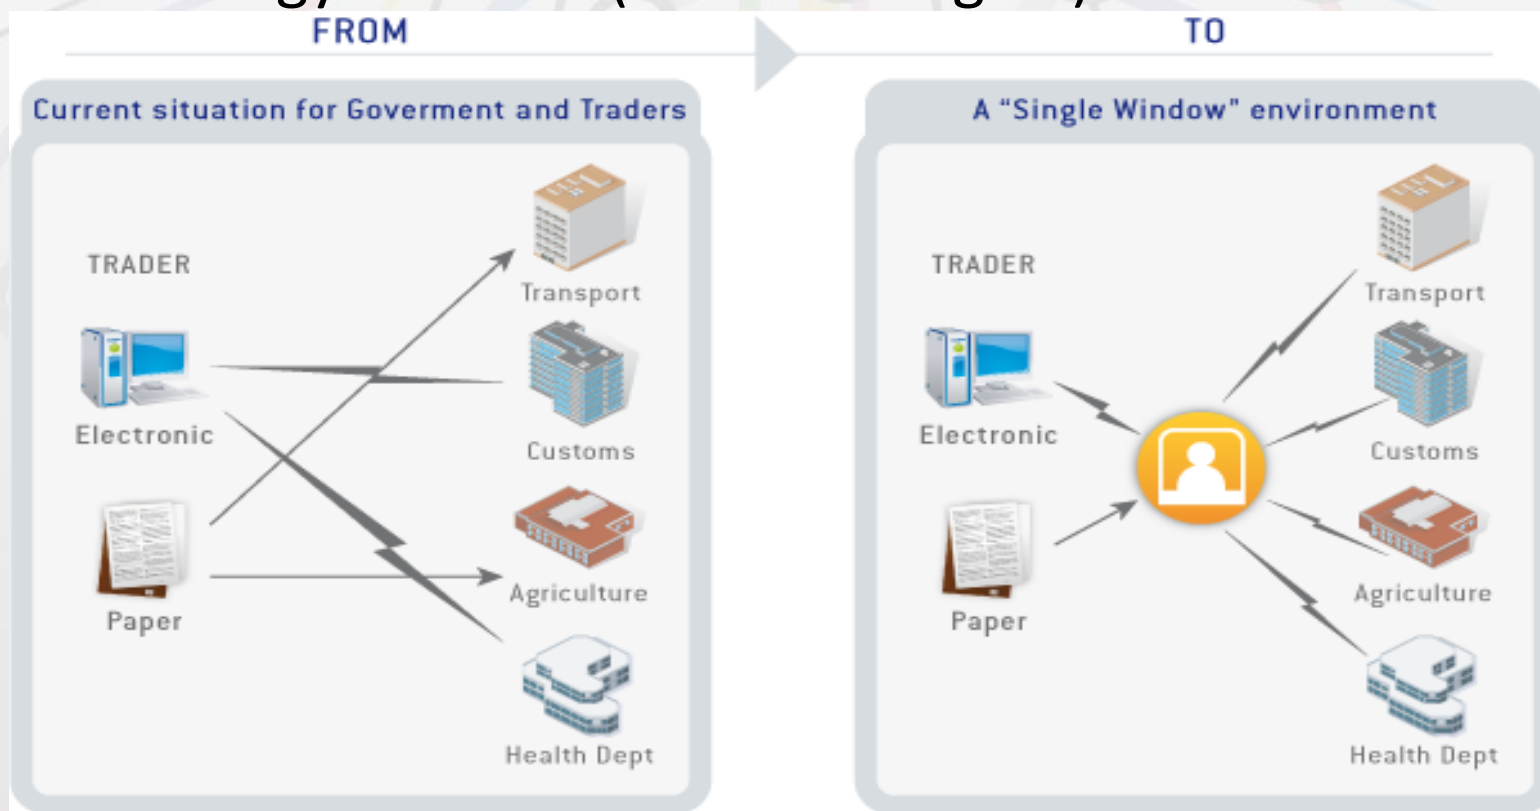 FROM
TO
Current situation for Goverment and Traders
A “Single Window” environment
TRADER
Electronic
Paper
Transport
Customs
Agriculture
Health Dept
TRADER
Electronic
Paper
Transport
Customs
Agriculture
Health Dept